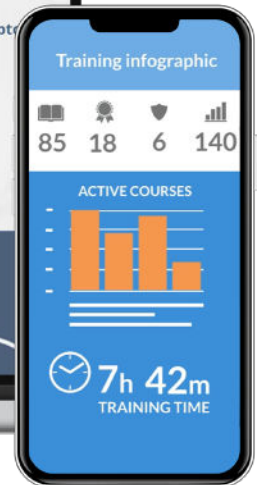 Training infographic
85 18 6 140
ACTIVE COURSES
7h 42m
TRAINING TIME